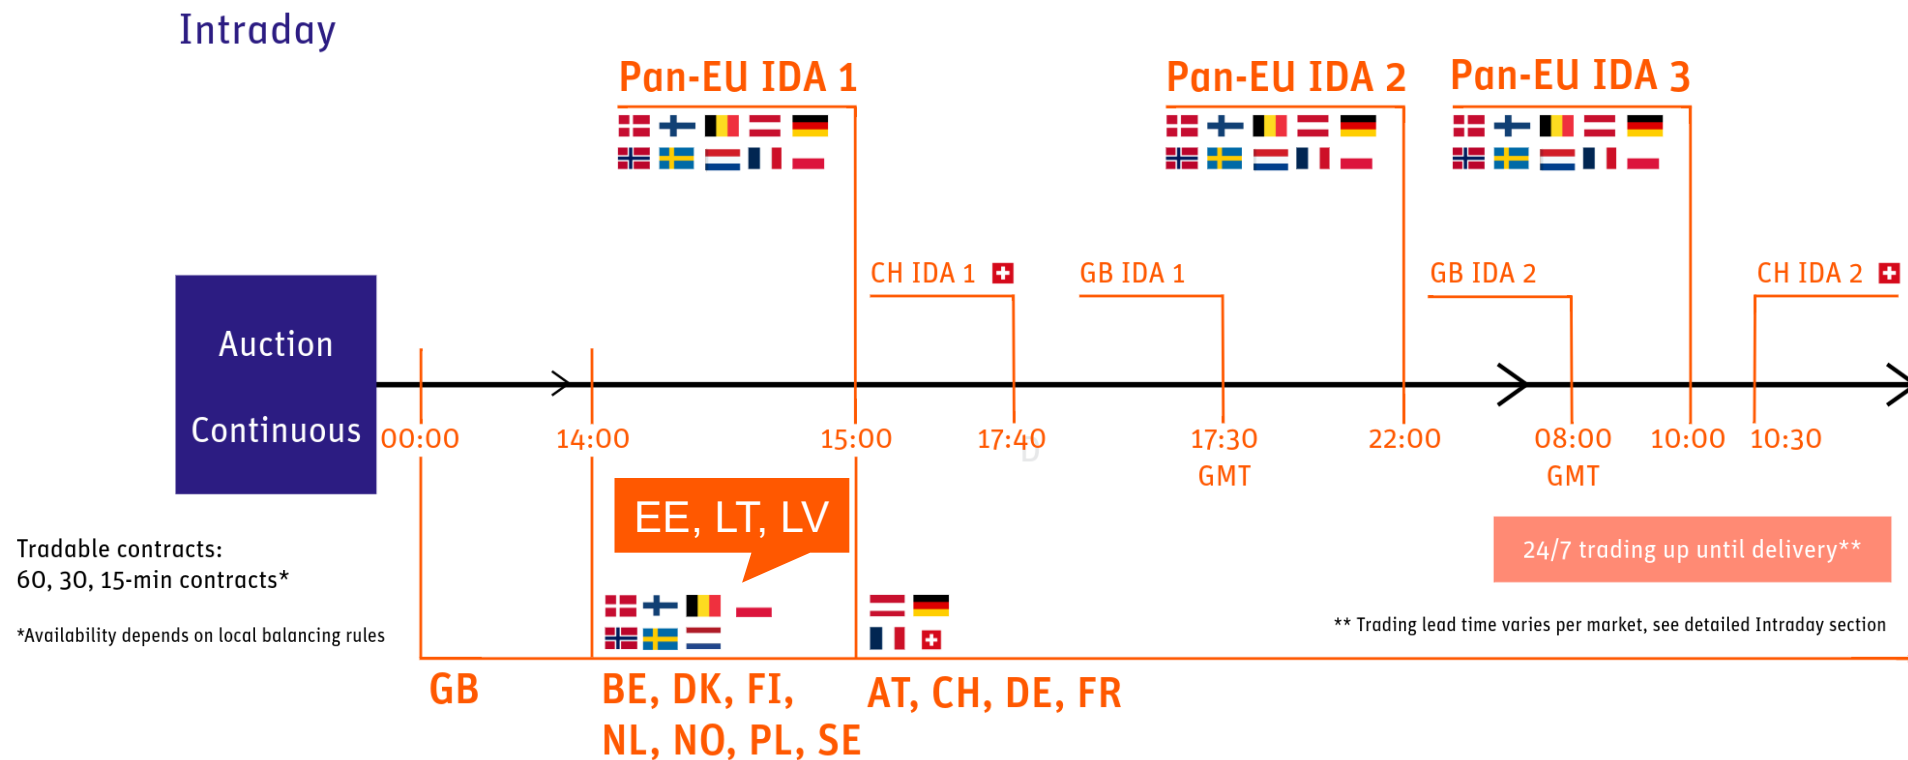 Intraday
Pan-EU IDA 1
Pan-EU IDA 2
Pan-EU IDA 3
CH IDA 1
GB IDA 1
GB IDA 2
CH IDA 2
Auction
Continuous
00:00
14:00
15:00
17:40
17:30
GMT
22:00
08:00
GMT
10:00
10:30
EE, LT, LV
Tradable contracts:
60, 30, 15-min contracts*
*Availability depends on local balancing rules
24/7 trading up until delivery**
** Trading lead time varies per market, see detailed Intraday section
GB
BE, DK, FI,
NL, NO, PL, SE
AT, CH, DE, FR